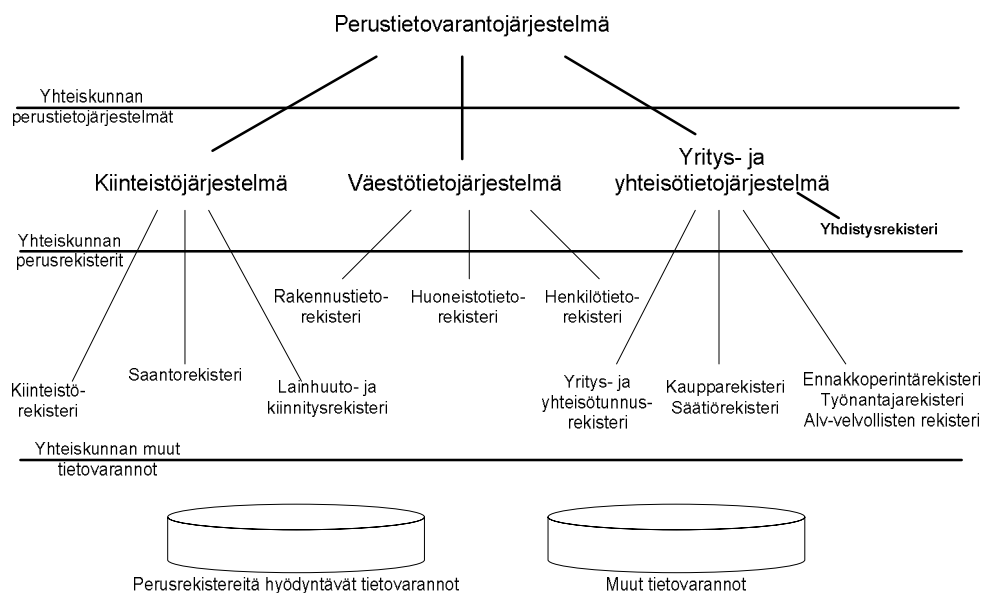 Perustietovarantojärjestelmä
Yhteiskunnan
perustietojärjestelmät
Kiinteistöjärjestelmä
Väestötietojärjestelmä
Yritys- ja
yhteisötietojärjestelmä
Yhdistysrekisteri
Yhteiskunnan
perusrekisterit
Rakennustieto-
rekisteri
Huoneistotieto-
rekisteri
Henkilötieto-
rekisteri
Kiinteistö-
rekisteri
Saantorekisteri
Lainhuuto- ja
kiinnitysrekisteri
Yritys- ja
yhteisötunnus-
rekisteri
Kaupparekisteri
Säätiörekisteri
Ennakkoperintärekisteri
Työnantajarekisteri
Alv-velvollisten rekisteri
Yhteiskunnan muut
tietovarannot
Perusrekistereitä hyödyntävät tietovarannot
Muut tietovarannot